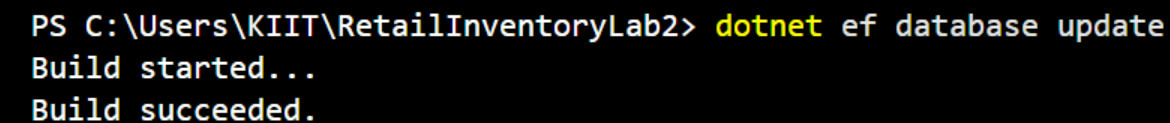 PS C:\Users\KIIT\RetailInventoryLab2> dotnet ef database update
Build started...
Build succeeded.